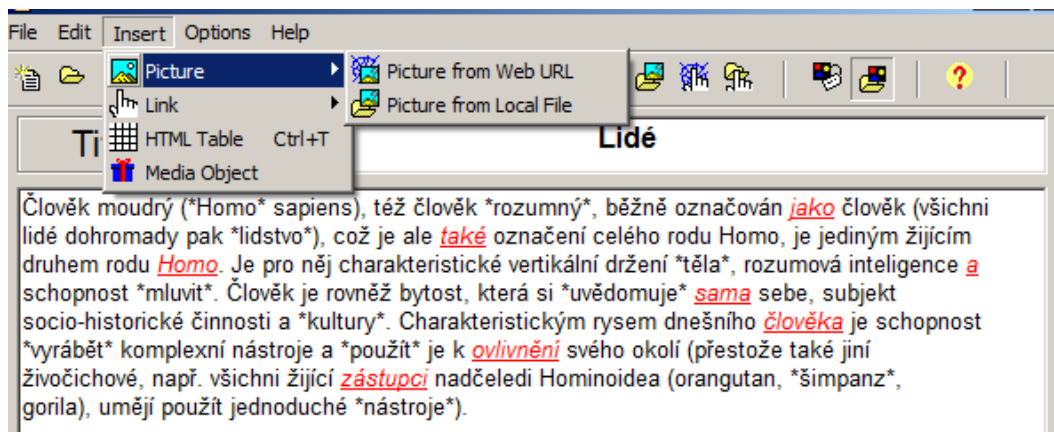 File Edit Insert Options Help
Picture
Picture from Web URL
Link
Picture from Local File
HTML Table Ctrl+T
Media Object
Ti
Lidé
Člověk moudrý (*Homo* sapiens), též člověk *rozumný*, běžně označován jako člověk (všichni
lidé dohromady pak *lidstvo*), což je ale také označení celého rodu Homo, je jediným žijícím
druhem rodu Homo. Je pro něj charakteristické vertikální držení *těla*, rozumová inteligence a
schopnost *mluvit*. Člověk je rovněž bytost, která si *uvědomuje* sama sebe, subjekt
socio-historické činnosti a *kultury*. Charakteristickým rysem dnešního člověka je schopnost
*vyrábět* komplexní nástroje a *použít* je k ovlivnění svého okolí (přestože také jiní
živočichové, např. všichni žijící zástupci nadčeledi Hominoidea (orangutan, *šimpanz*,
gorila), umějí použít jednoduché *nástroje*).